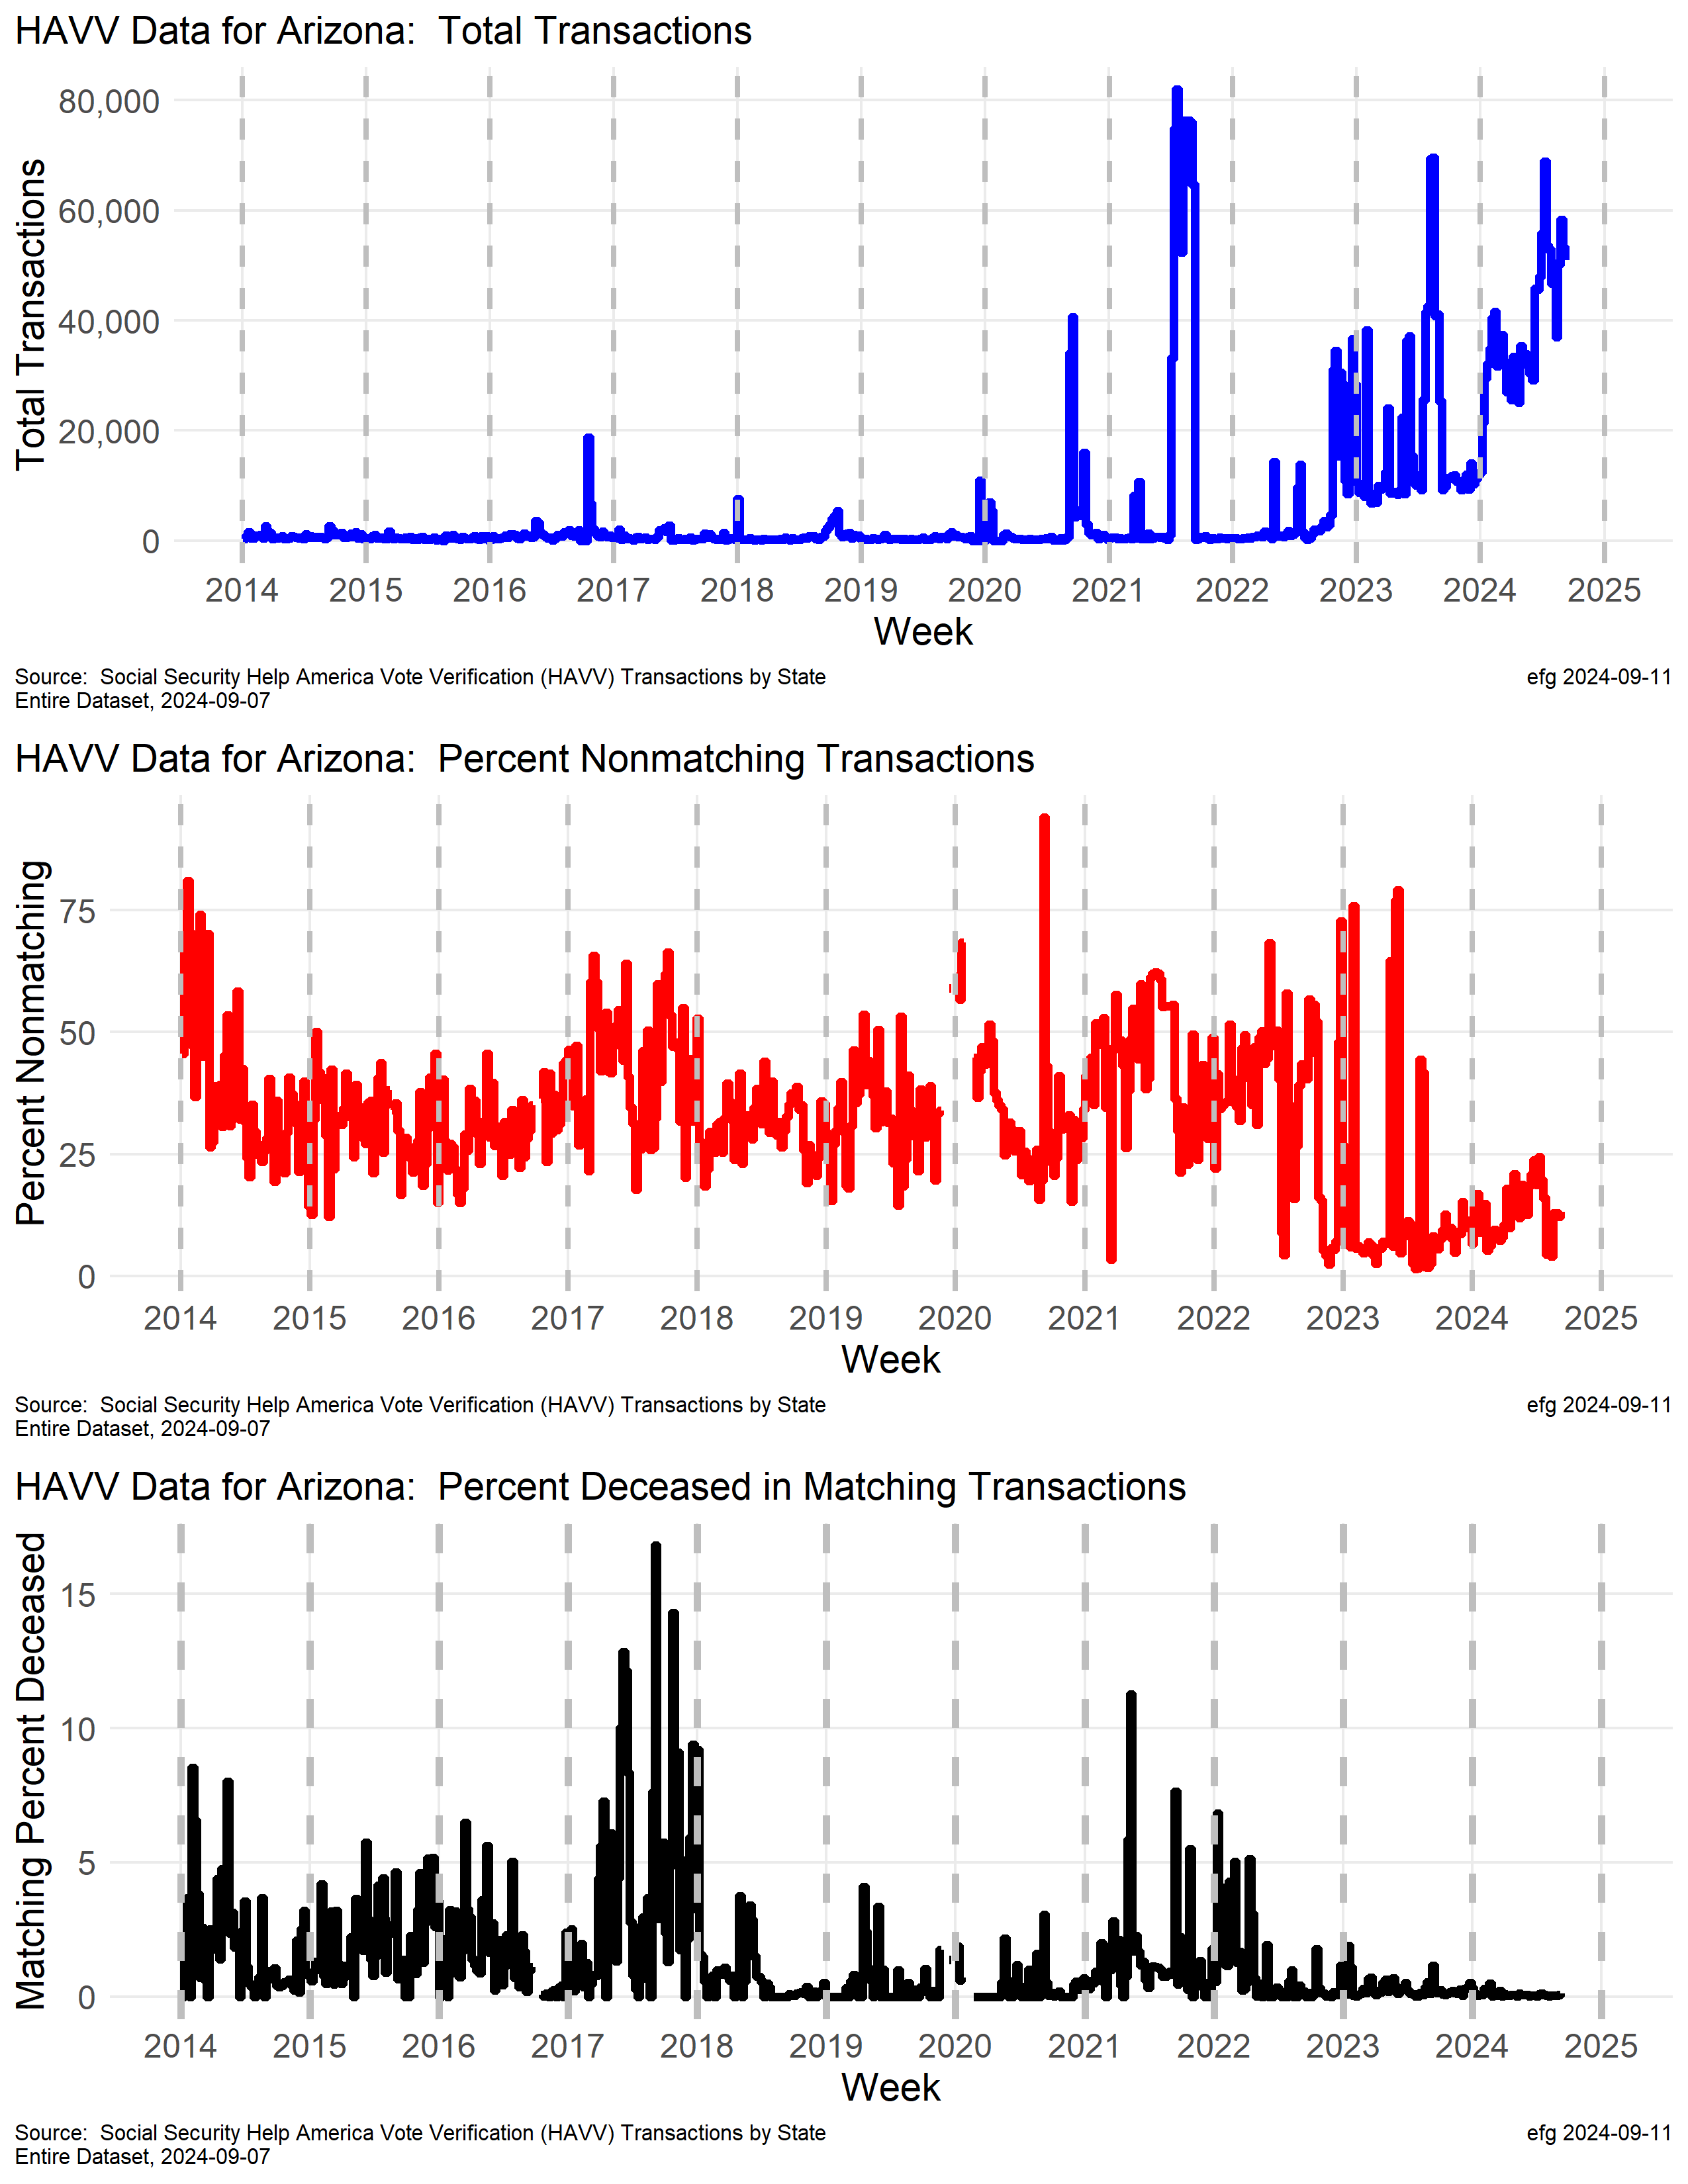 HAVV Data for Arizona:  Total Transactions
Total Transactions
80,000
60,000
40,000
20,000
0
2014 2015 2016 2017 2018 2019 2020 2021 2022 2023 2024 2025
Week
Source:  Social Security Help America Vote Verification (HAVV) Transactions by State
Entire Dataset, 2024-09-07
efg 2024-09-11
HAVV Data for Arizona:  Percent Nonmatching Transactions
Percent Nonmatching
75
50
25
0
2014 2015 2016 2017 2018 2019 2020 2021 2022 2023 2024 2025
Week
Source:  Social Security Help America Vote Verification (HAVV) Transactions by State
Entire Dataset, 2024-09-07
efg 2024-09-11
HAVV Data for Arizona:  Percent Deceased in Matching Transactions
Matching Percent Deceased
15
10
5
0
2014 2015 2016 2017 2018 2019 2020 2021 2022 2023 2024 2025
Week
Source:  Social Security Help America Vote Verification (HAVV) Transactions by State
Entire Dataset, 2024-09-07
efg 2024-09-11